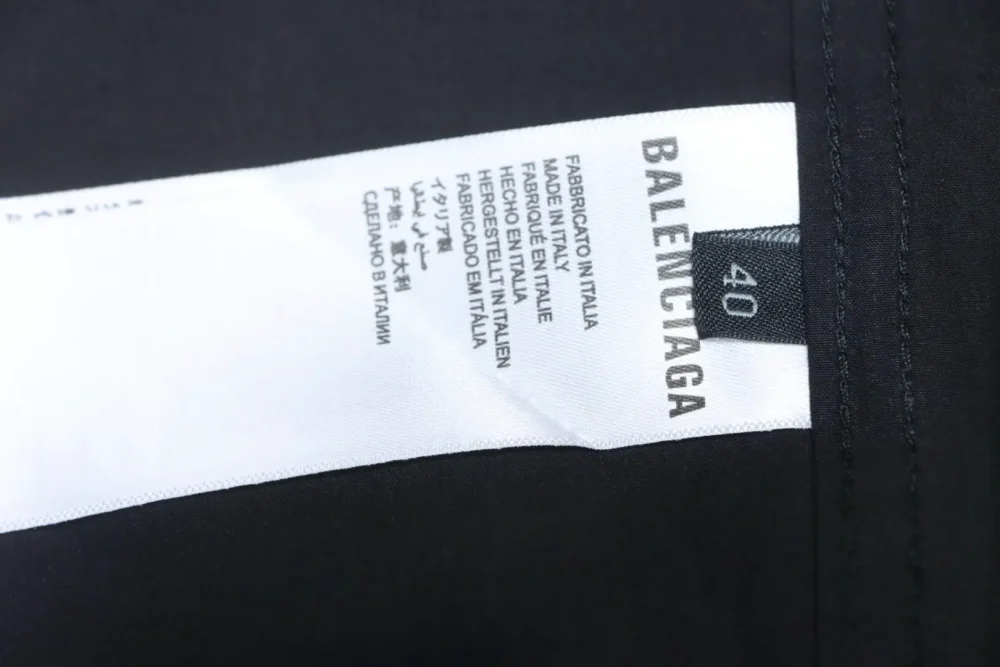 BALENCIAGA
40
FABBRICATO IN ITALIA
MADE IN ITALY
FABRIQUÉ EN ITALIE
HECHO EN ITALIA
HERGESTELLT IN ITALIEN
FABRICADO EM ITÁLIA
イタリア製
صنع في إيطاليا
产地：意大利
СДЕЛАНО В ИТАЛИИ